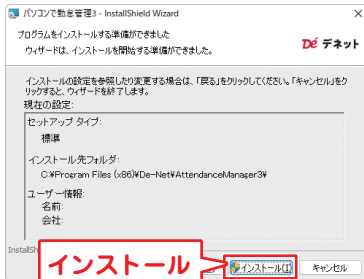 パソコンで勤怠管理3 - InstallShield Wizard
プログラムをインストールする準備ができました
ウィザードは、インストールを開始する準備ができました。
Dé デネット
インストールの設定を参照したり変更する場合は、「戻る」をクリックしてください。「キャンセル」をク
リックすると、ウィザードを終了します。
現在の設定:
セットアップ タイプ:
標準
インストール先フォルダ:
C:¥Program Files (x86)¥De-Net¥AttendanceManager3¥
ユーザー情報:
名前:
会社:
InstallSh
インストール
インストール(I)
キャンセル